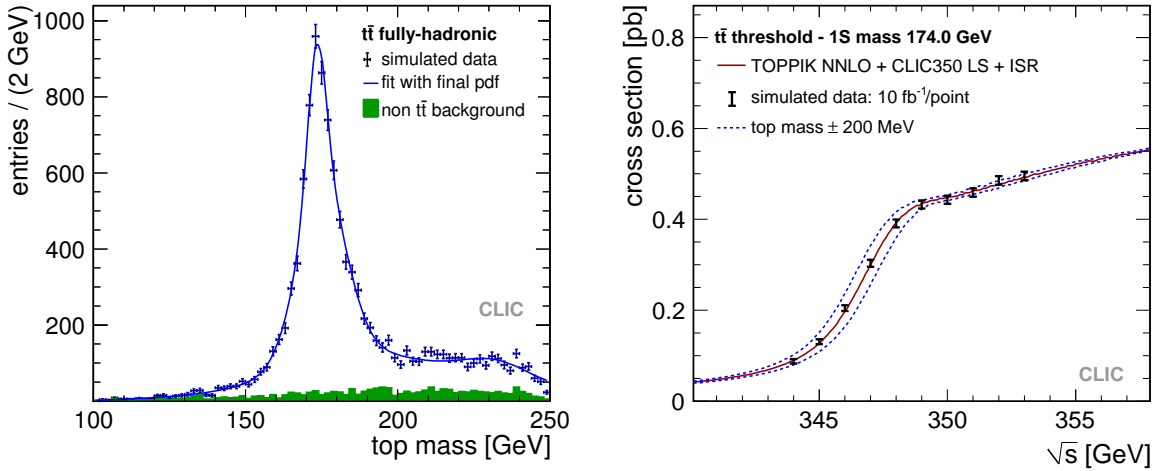 entries / (2 GeV)
1000
800
600
400
200
100
150
200
250
top mass [GeV]
tt̄ fully-hadronic
simulated data
fit with final pdf
non tt̄ background
CLIC
cross section [pb]
0.8
0.6
0.4
0.2
0
345
350
355
√s [GeV]
tt̄ threshold - 1S mass 174.0 GeV
TOPPIK NNLO + CLIC350 LS + ISR
simulated data: 10 fb⁻¹/point
top mass ± 200 MeV
CLIC